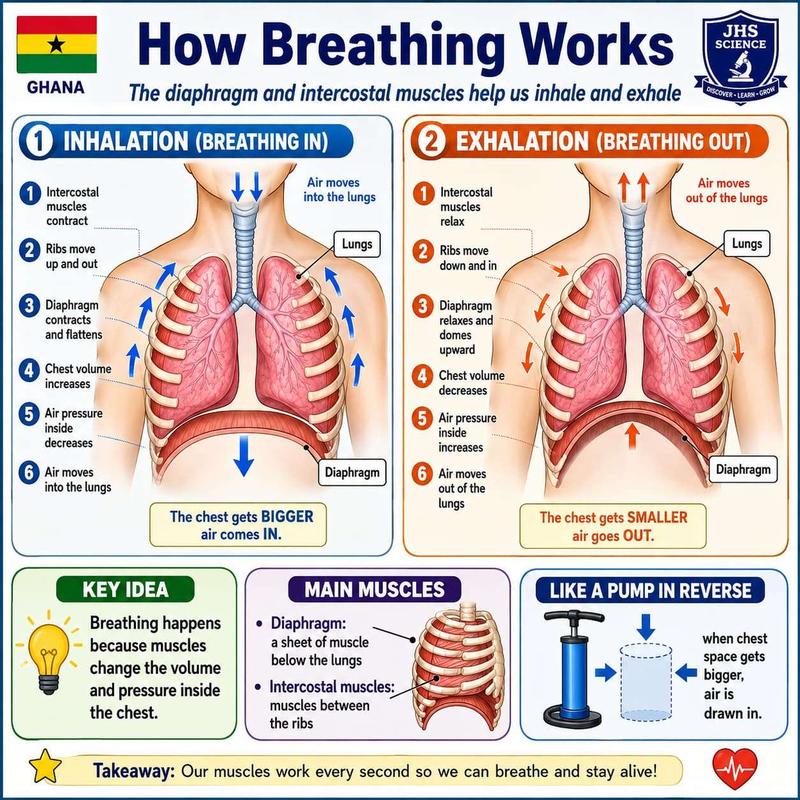 GHANA
How Breathing Works
The diaphragm and intercostal muscles help us inhale and exhale
JHS
SCIENCE
DISCOVER • LEARN • GROW
1 INHALATION (BREATHING IN)
1 Intercostal
muscles
contract
2 Ribs move
up and out
3 Diaphragm
contracts
and flattens
4 Chest volume
increases
5 Air pressure
inside
decreases
6 Air moves
into the lungs
Air moves
into the lungs
Lungs
Diaphragm
The chest gets BIGGER
air comes IN.
2 EXHALATION (BREATHING OUT)
1 Intercostal
muscles
relax
2 Ribs move
down and in
3 Diaphragm
relaxes and
domes
upward
4 Chest volume
decreases
5 Air pressure
inside
increases
6 Air moves
out of the
lungs
Air moves
out of the lungs
Lungs
Diaphragm
The chest gets SMALLER
air goes OUT.
KEY IDEA
Breathing happens
because muscles
change the volume
and pressure inside
the chest.
MAIN MUSCLES
• Diaphragm:
a sheet of muscle
below the lungs
• Intercostal muscles:
muscles between
the ribs
LIKE A PUMP IN REVERSE
when chest
space gets
bigger,
air is
drawn in.
Takeaway: Our muscles work every second so we can breathe and stay alive!